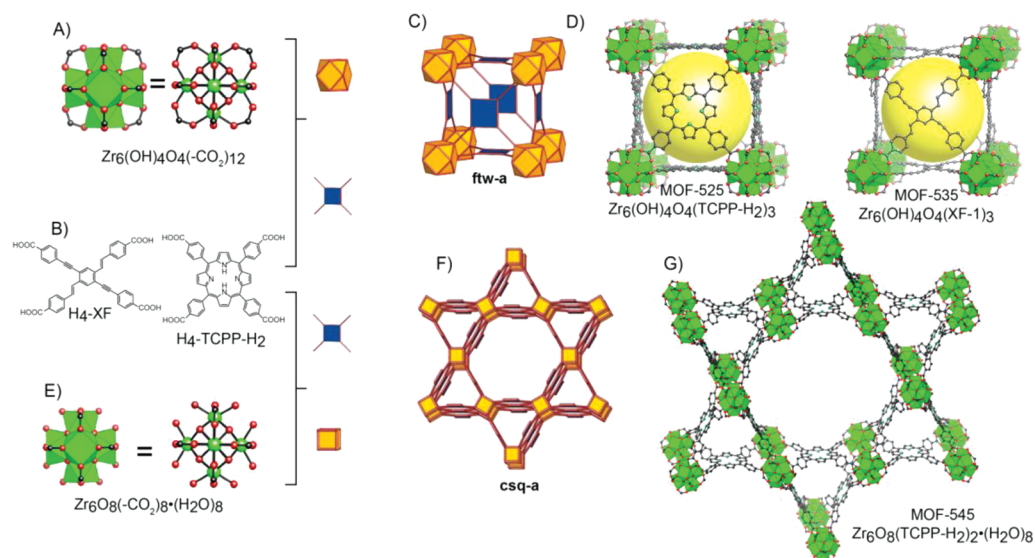 A)
Zr6(OH)4O4(-CO2)12
B)
HOOC
COOH
HOOC
COOH
H4-XF
HOOC
COOH
NH
N
N
HN
HOOC
COOH
H4-TCPP-H2
E)
Zr6O8(-CO2)8•(H2O)8
C)
ftw-a
D)
MOF-525
Zr6(OH)4O4(TCPP-H2)3
MOF-535
Zr6(OH)4O4(XF-1)3
F)
csq-a
G)
MOF-545
Zr6O8(TCPP-H2)2•(H2O)8